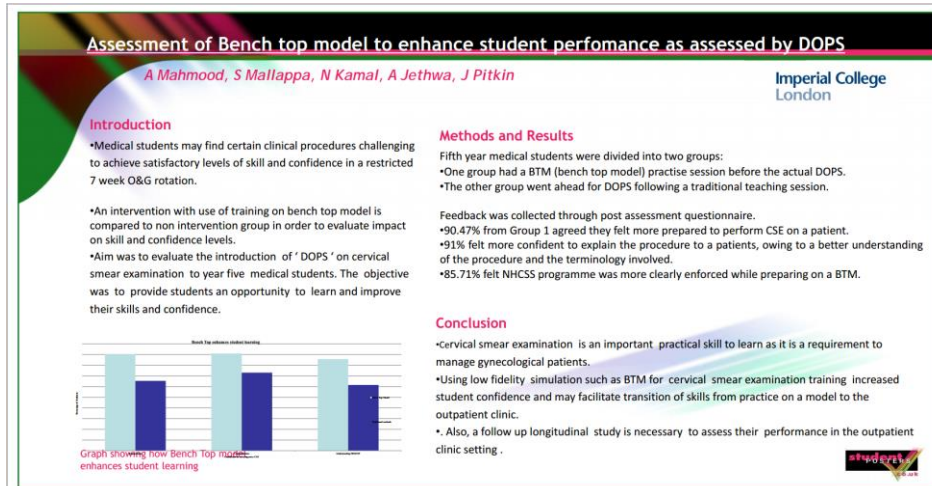 Assessment of Bench top model to enhance student perfomance as assessed by DOPS
A Mahmood, S Mallappa, N Kamal, A Jethwa, J Pitkin
Imperial College
London
Introduction
•Medical students may find certain clinical procedures challenging
to achieve satisfactory levels of skill and confidence in a restricted
7 week O&G rotation.
•An intervention with use of training on bench top model is
compared to non intervention group in order to evaluate impact
on skill and confidence levels.
•Aim was to evaluate the introduction of ' DOPS ' on cervical
smear examination to year five medical students. The objective
was to provide students an opportunity to learn and improve
their skills and confidence.
Bench Top enhances student learning
Graph showing how Bench Top model
enhances student learning
Methods and Results
Fifth year medical students were divided into two groups:
•One group had a BTM (bench top model) practise session before the actual DOPS.
•The other group went ahead for DOPS following a traditional teaching session.
Feedback was collected through post assessment questionnaire.
•90.47% from Group 1 agreed they felt more prepared to perform CSE on a patient.
•91% felt more confident to explain the procedure to a patients, owing to a better understanding
of the procedure and the terminology involved.
•85.71% felt NHCSS programme was more clearly enforced while preparing on a BTM.
Conclusion
•Cervical smear examination is an important practical skill to learn as it is a requirement to
manage gynecological patients.
•Using low fidelity simulation such as BTM for cervical smear examination training increased
student confidence and may facilitate transition of skills from practice on a model to the
outpatient clinic.
•. Also, a follow up longitudinal study is necessary to assess their performance in the outpatient
clinic setting .
student
POSTERS
.co.uk